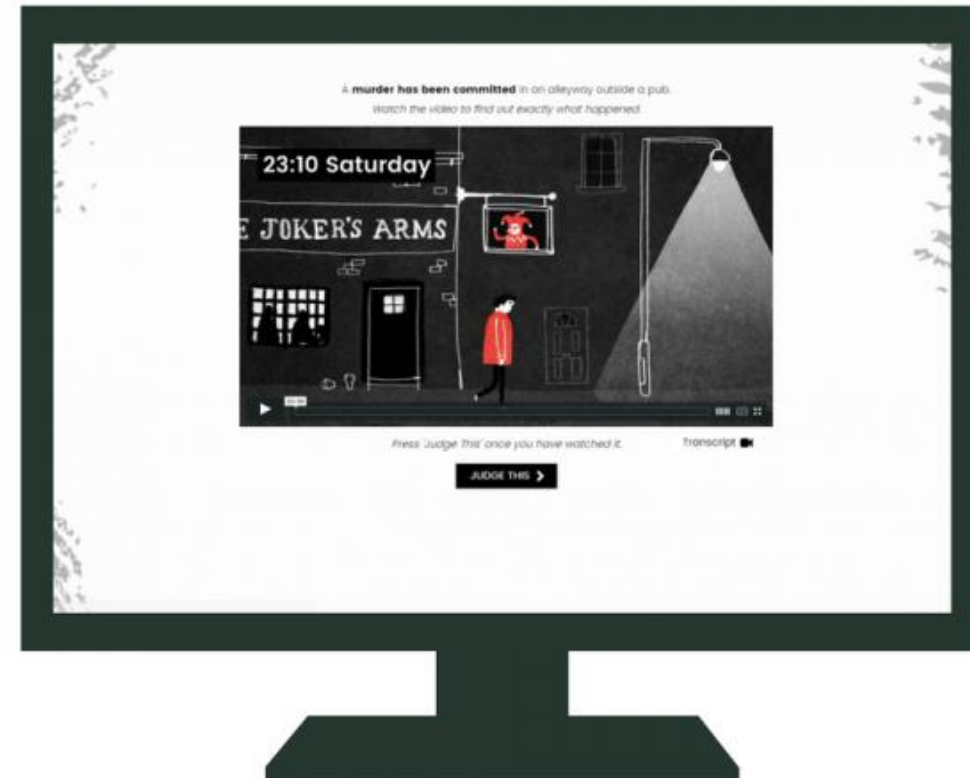 A murder has been committed in an alleyway outside a pub.
Watch the video to find out exactly what happened.
23:10 Saturday
E JOKER'S ARMS
Press 'Judge This' once you have watched it.
Transcript
JUDGE THIS